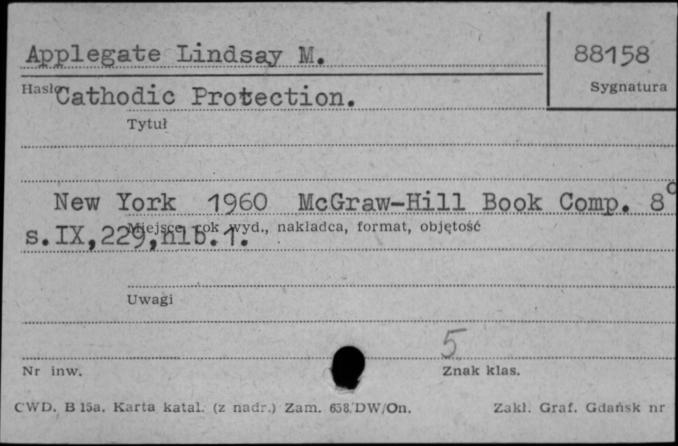 Applegate Lindsay M. 88158
Hasło Sygnatura
Cathodic Protection.
Tytuł
New York 1960 McGraw-Hill Book Comp. 8°
Miejsce, rok wyd., nakładca, format, objętość
s.IX,229,nlb.1.
Uwagi
5
Nr inw. Znak klas.
CWD. B 15a. Karta katal. (z nadr.) Zam. 658/DW/On. Zakł. Graf. Gdańsk nr